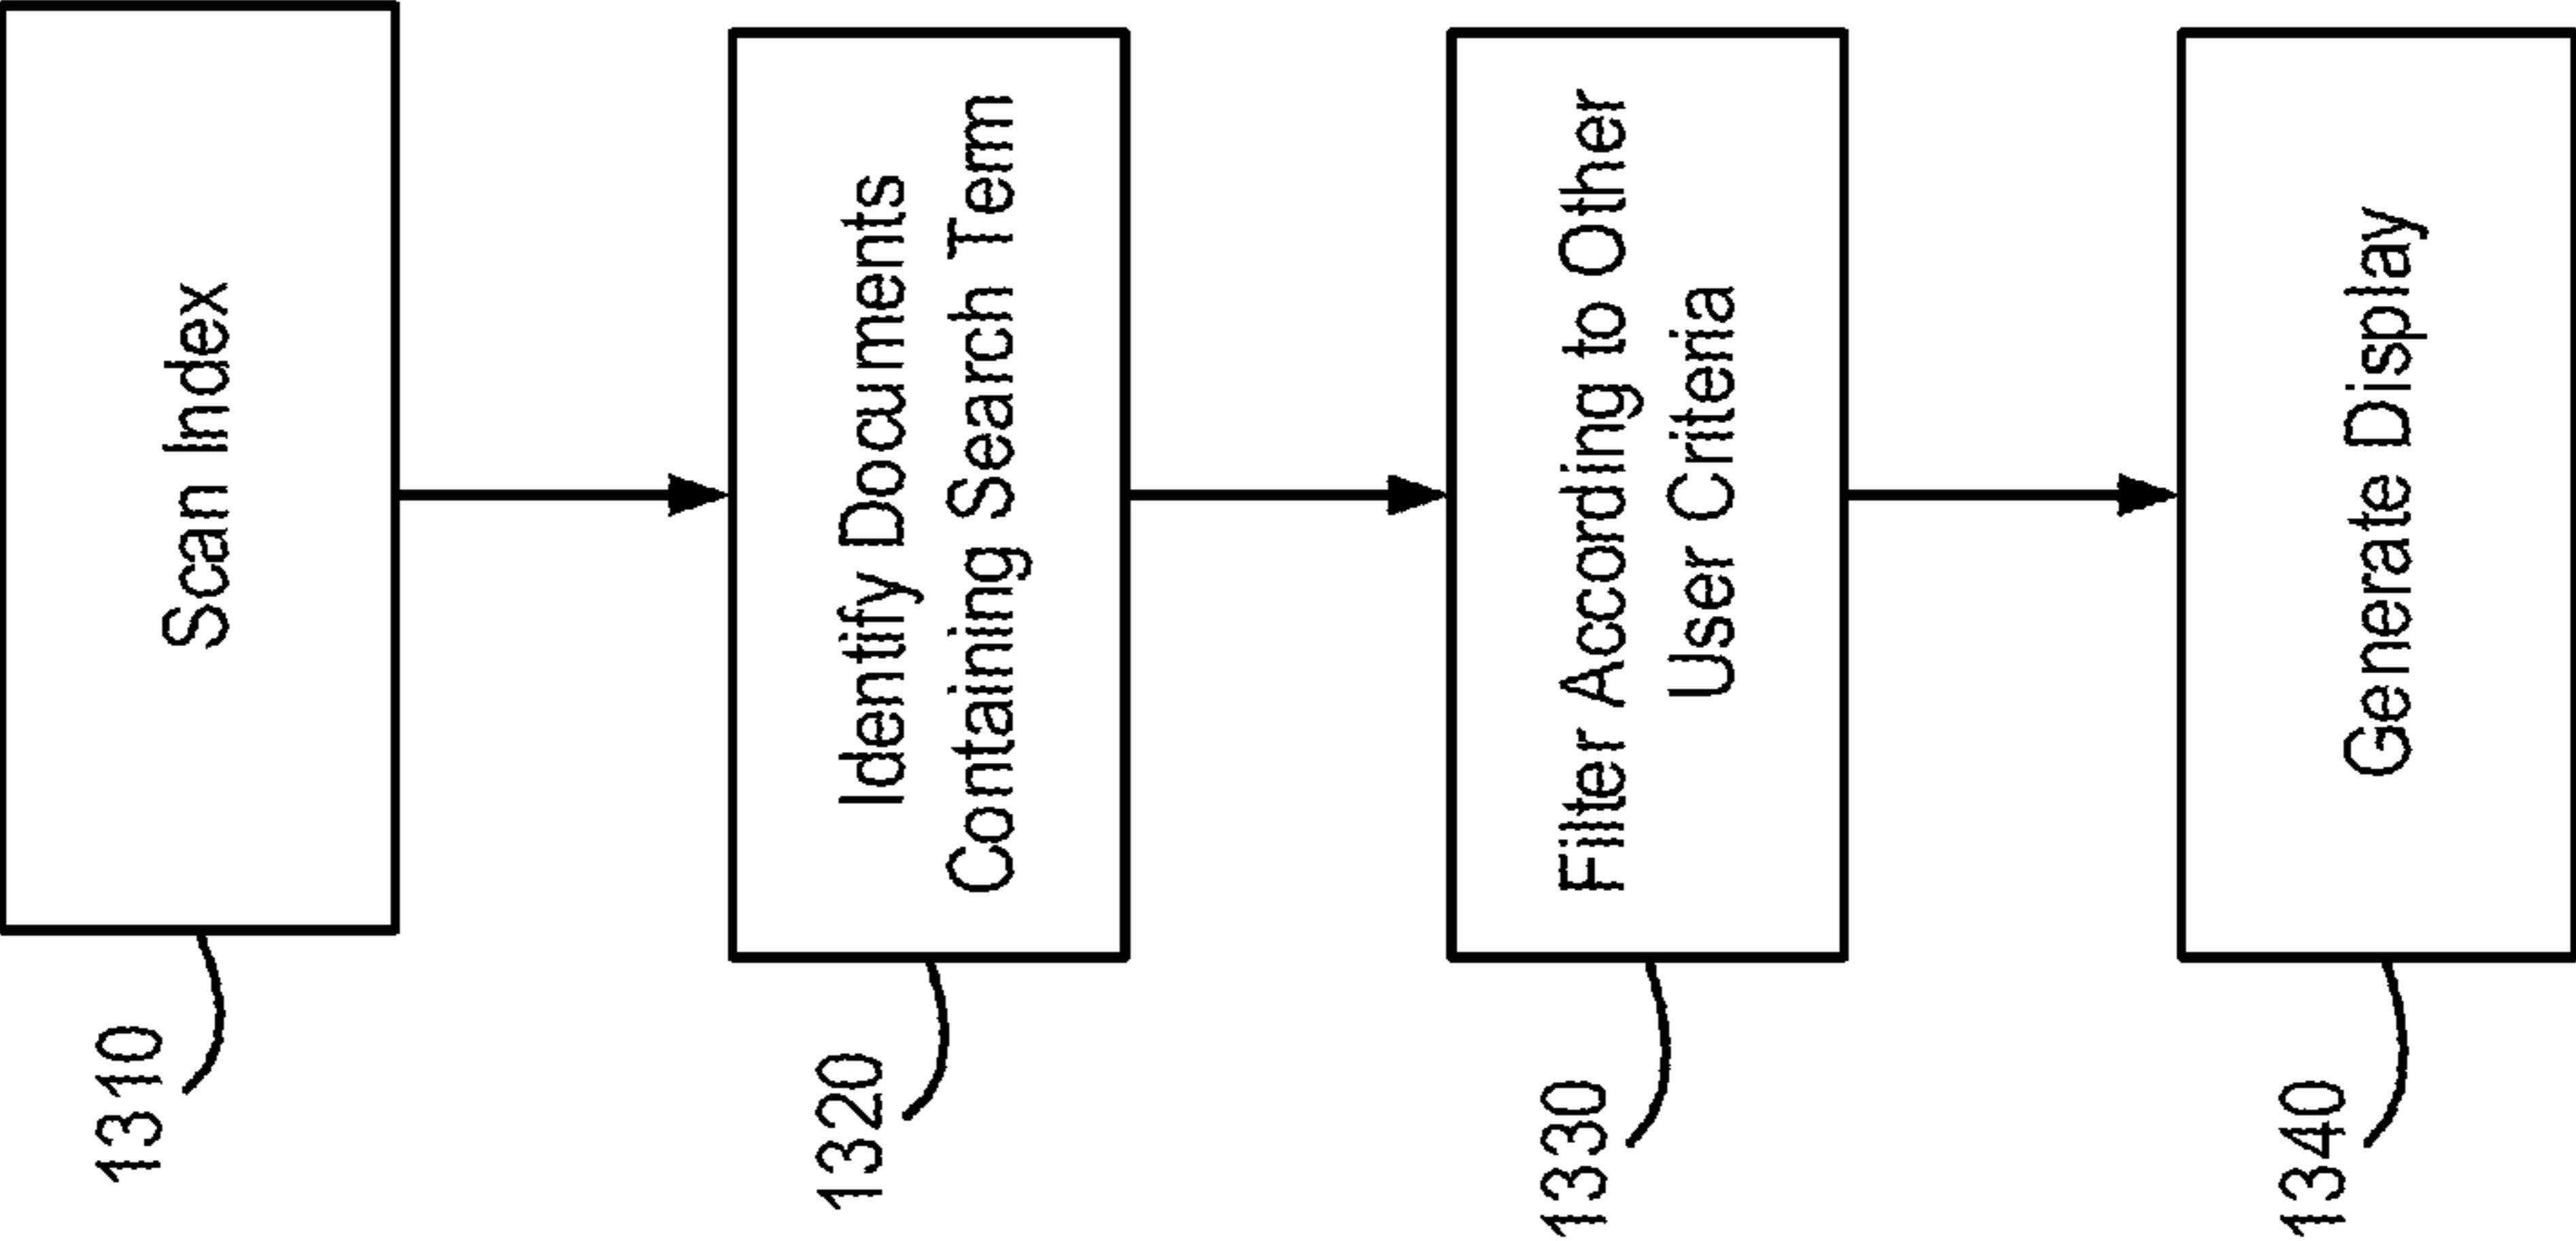 1310
Scan Index
1320
Identify Documents
Containing Search Term
1330
Filter According to Other
User Criteria
1340
Generate Display